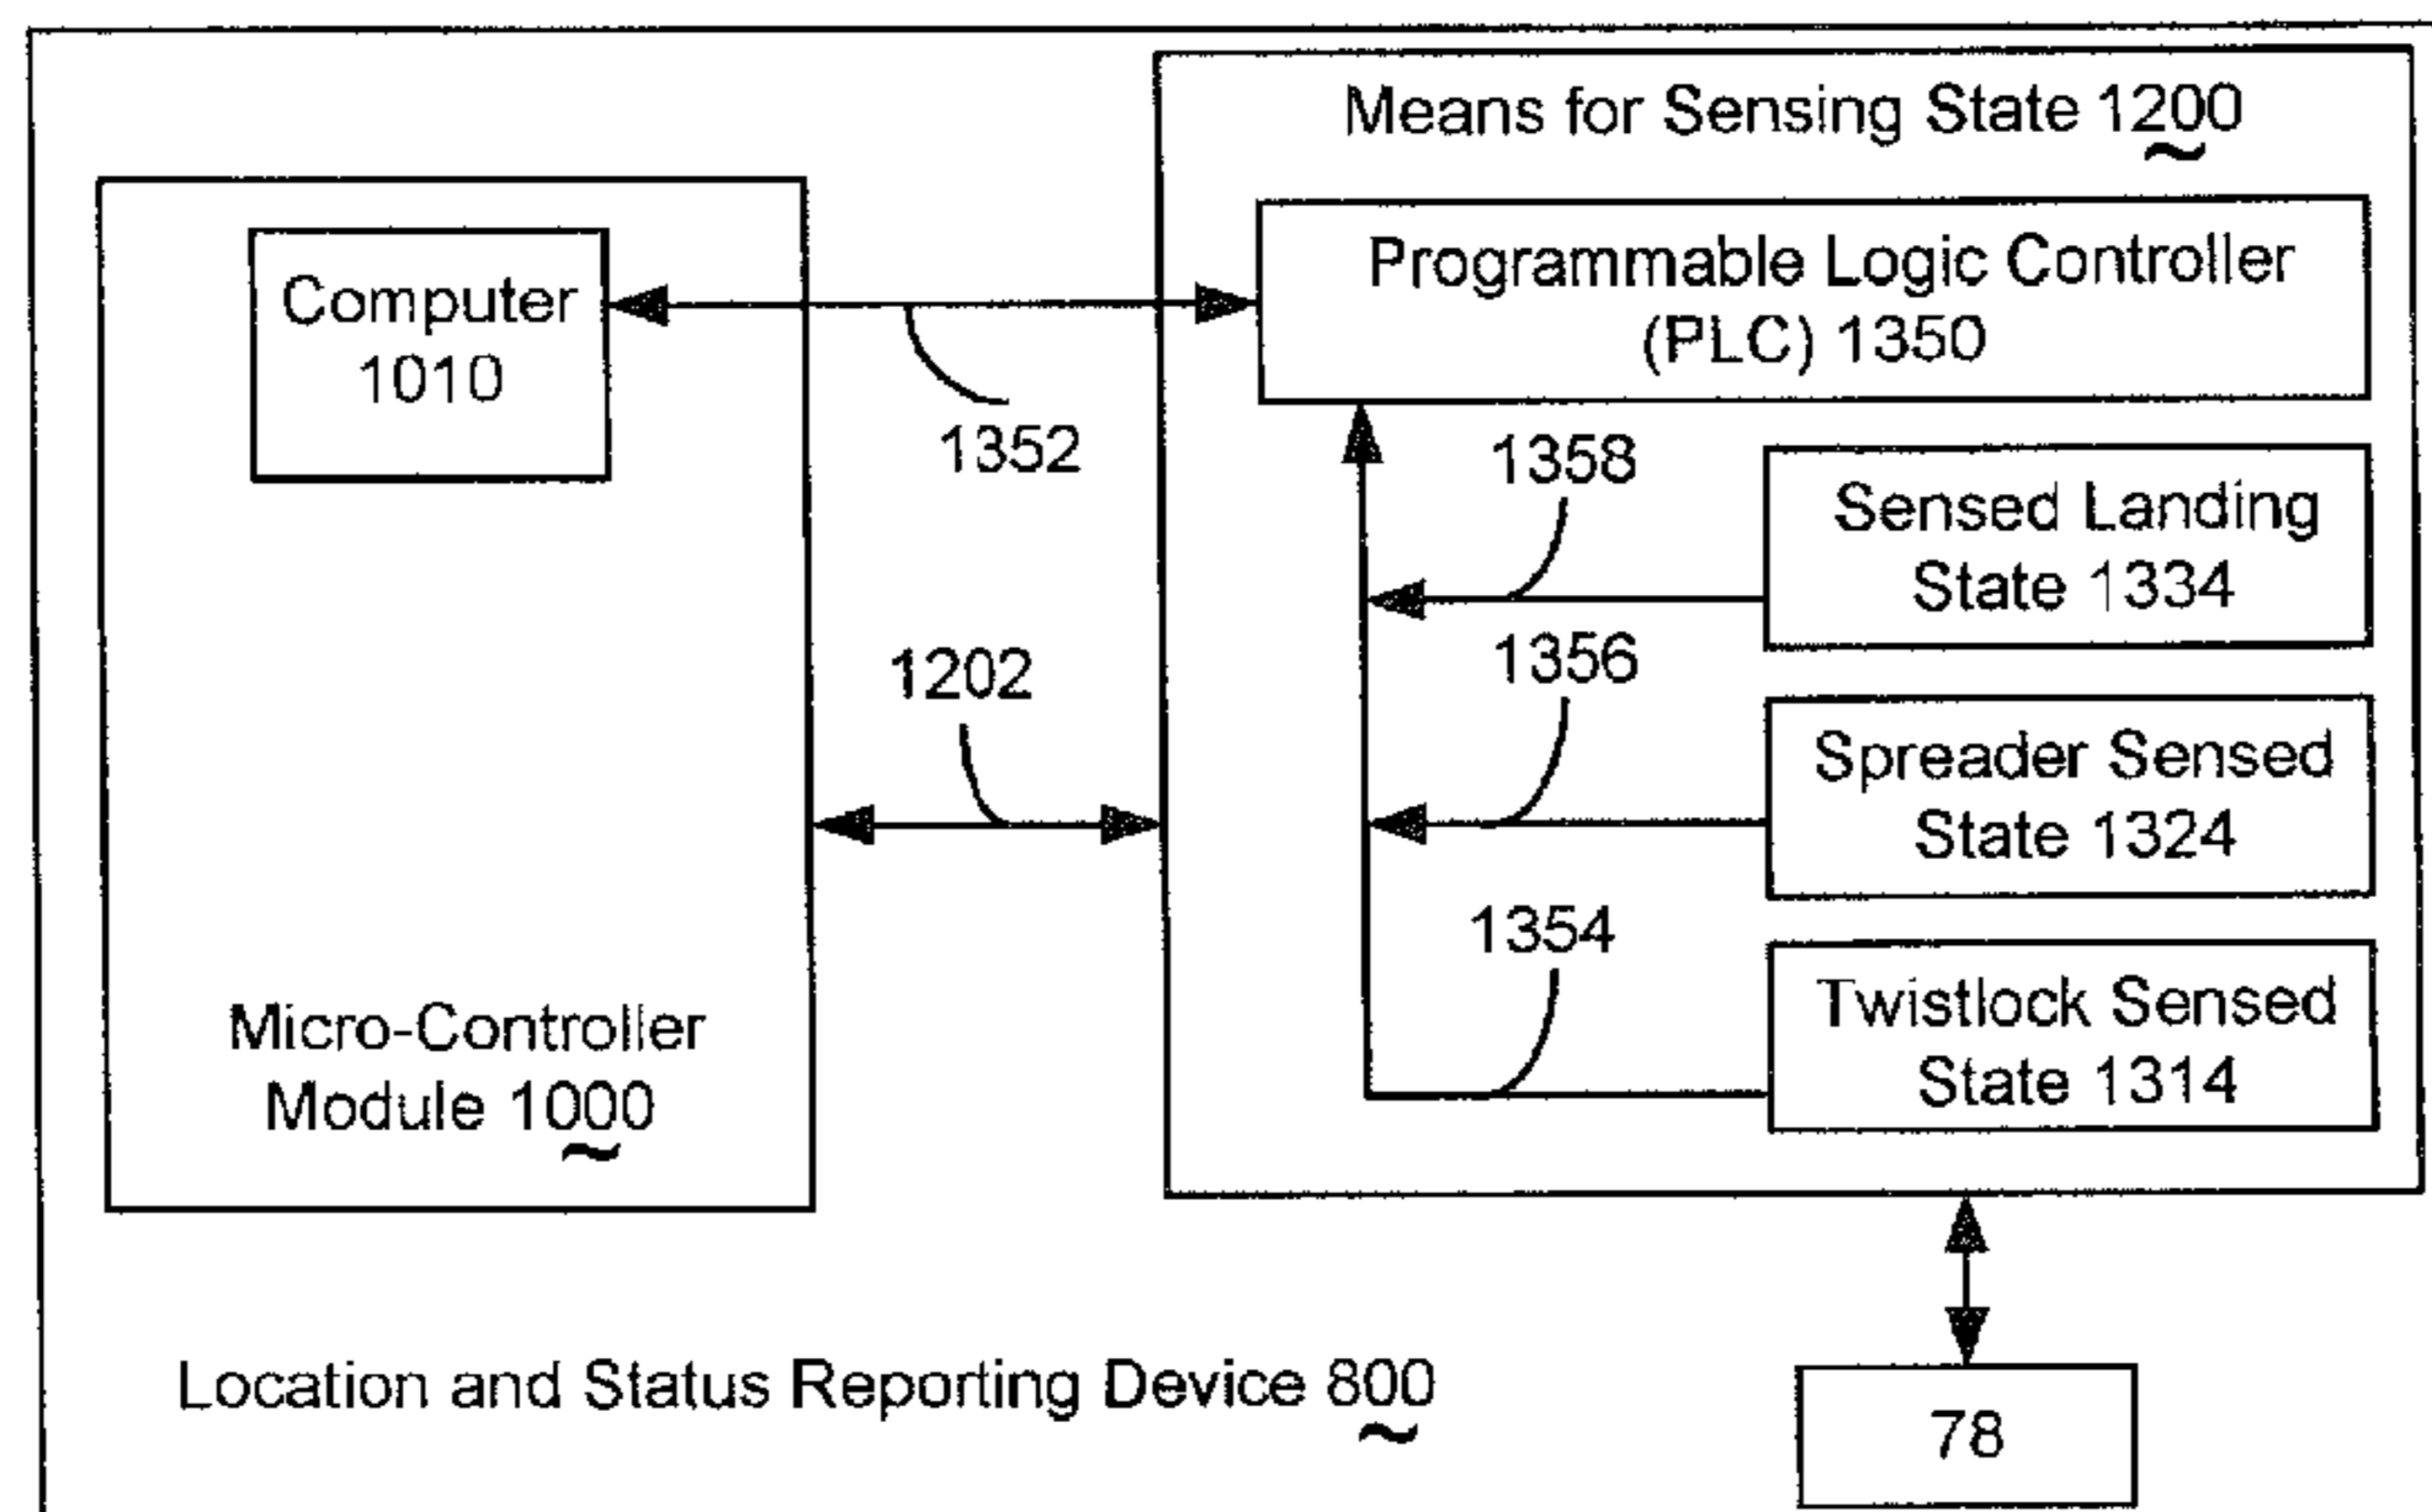 Means for Sensing State 1200
Computer
1010
Programmable Logic Controller
(PLC) 1350
1352
1358
Sensed Landing
State 1334
1202
1356
Spreader Sensed
State 1324
1354
Twistlock Sensed
State 1314
Micro-Controller
Module 1000
Location and Status Reporting Device 800
78